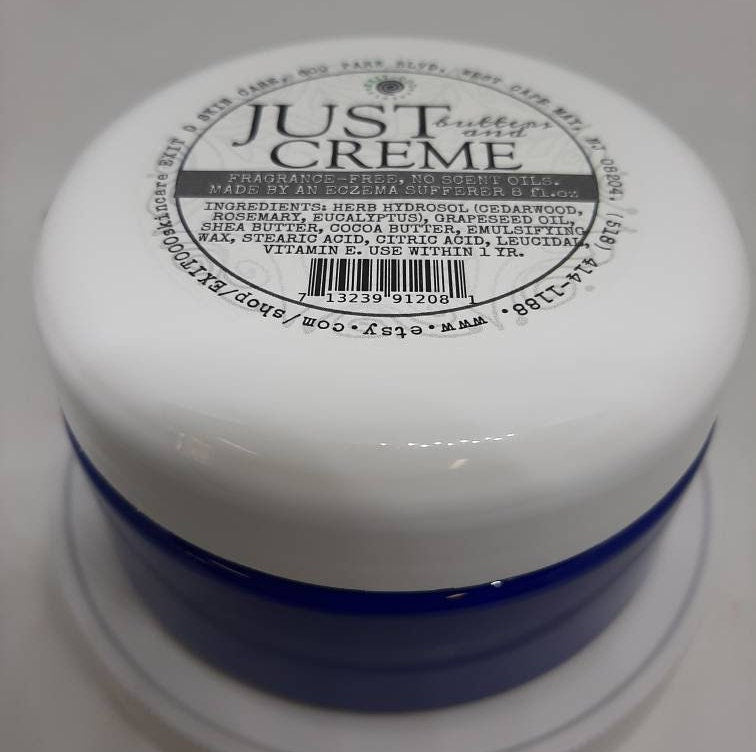 EXIT 0 SKIN CARE, 600 PARK BLVD. WEST CAPE MAY, NJ 08204. (518) 414-1188.
www.etsy.com/shop/EXIT000skincare
JUST butters
and
CREME
FRAGRANCE-FREE, NO SCENT OILS.
MADE BY AN ECZEMA SUFFERER 8 fl.oz
INGREDIENTS: HERB HYDROSOL (CEDARWOOD,
ROSEMARY, EUCALYPTUS), GRAPESEED OIL,
SHEA BUTTER, COCOA BUTTER, EMULSIFYING
WAX, STEARIC ACID, CITRIC ACID, LEUCIDAL,
VITAMIN E. USE WITHIN 1 YR.
7 13239 91208 1